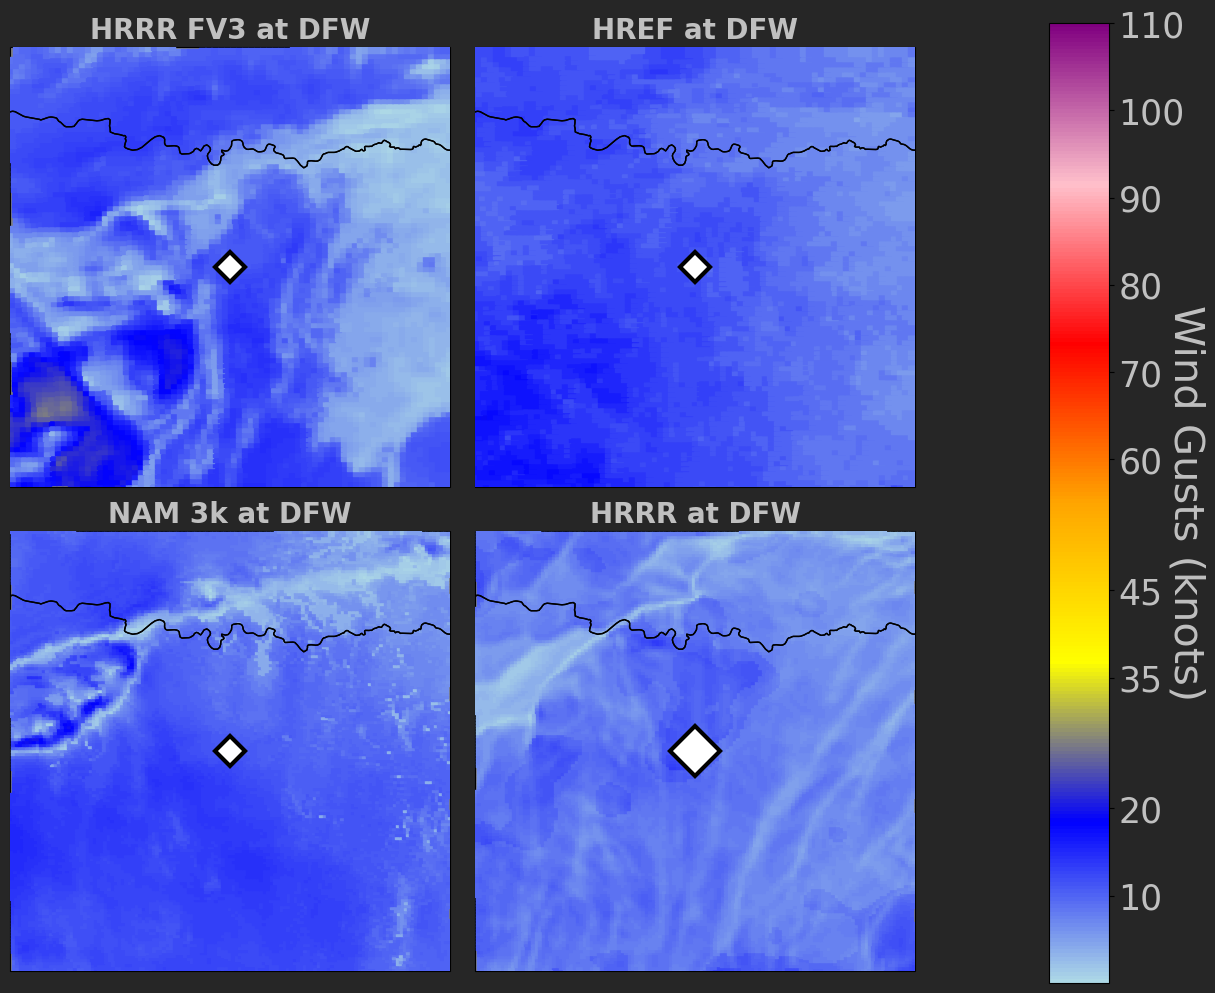 HRRR FV3 at DFW
HREF at DFW
NAM 3k at DFW
HRRR at DFW
110
100
90
80
70
60
45
35
20
10
Wind Gusts (knots)